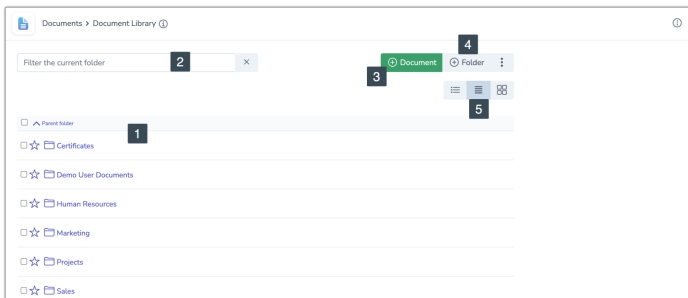 Documents > Document Library
4
Filter the current folder 2 ×
Document Folder
3
5
Parent folder
1
Certificates
Demo User Documents
Human Resources
Marketing
Projects
Sales